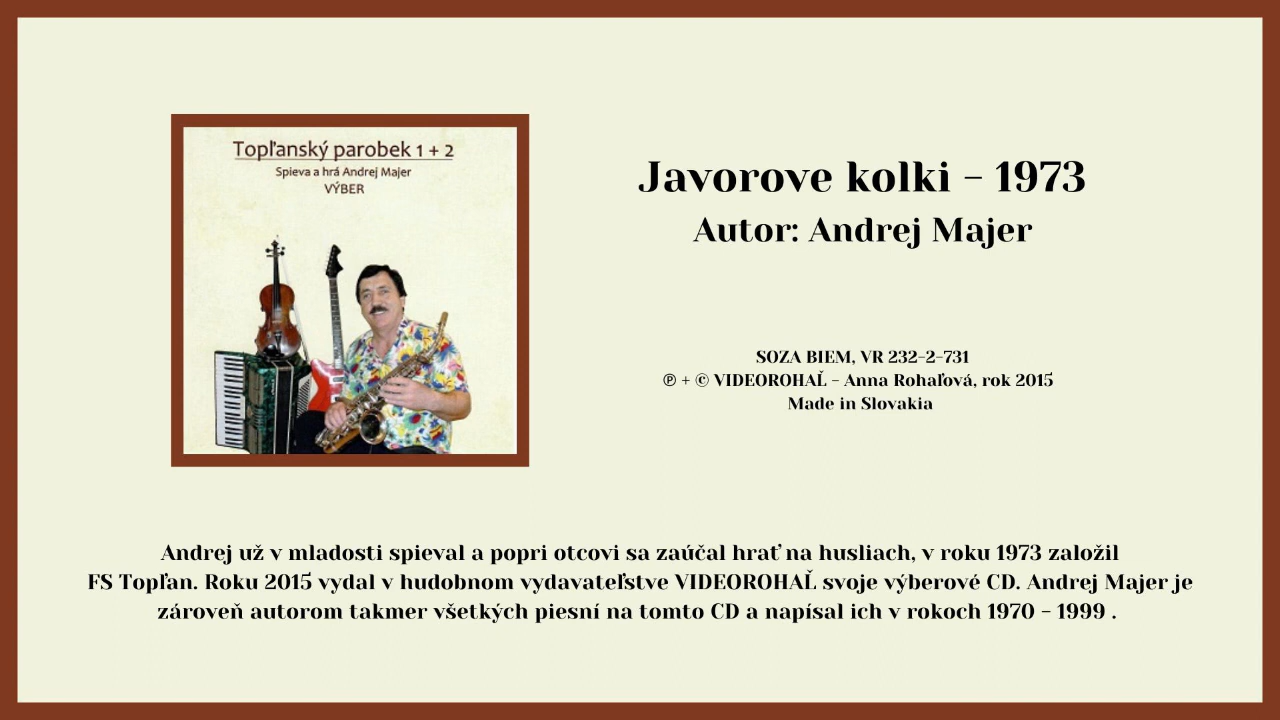 Topľanský parobek 1 + 2
Spieva a hrá Andrej Majer
VÝBER
Javorove kolki - 1973
Autor: Andrej Majer
SOZA BIEM, VR 232-2-731
℗ + © VIDEOROHAĽ - Anna Rohaľová, rok 2015
Made in Slovakia
Andrej už v mladosti spieval a popri otcovi sa zaúčal hrať na husliach, v roku 1973 založil
FS Topľan. Roku 2015 vydal v hudobnom vydavateľstve VIDEOROHAĽ svoje výberové CD. Andrej Majer je
zároveň autorom takmer všetkých piesní na tomto CD a napísal ich v rokoch 1970 - 1999 .